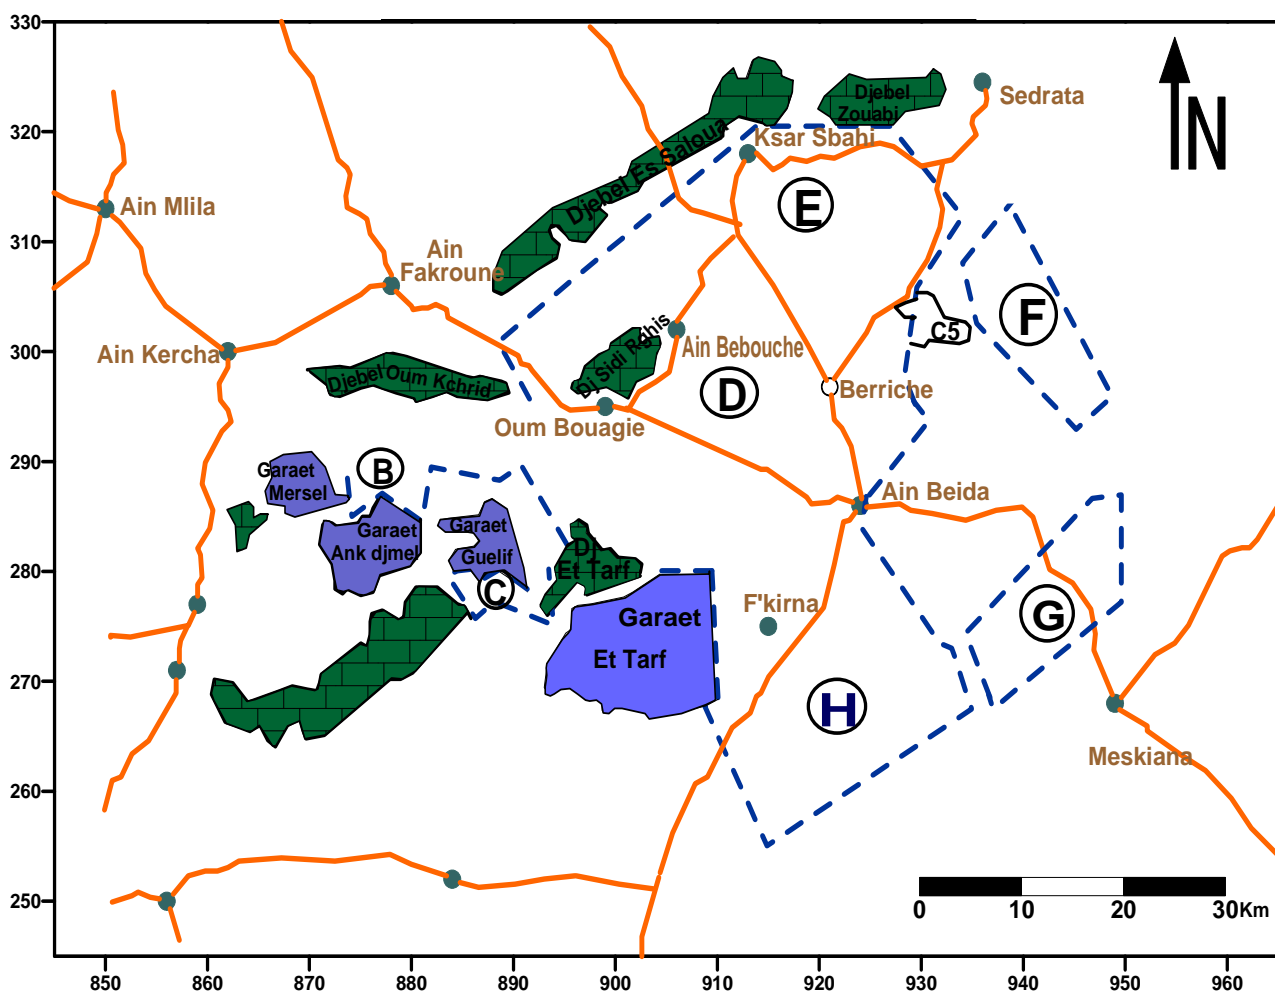 330
320
310
300
290
280
270
260
250
Djebel
Zouabi
Sedrata
N
Ksar Sbahi
Djebel Es Saloua
E
Ain Mlila
Ain
Fakroune
F
C5
Dj Sidi Rghis
Ain Bebouche
Ain Kercha
Djebel Oum Kchrid
D
Berriche
Oum Bouagie
Garaet
Mersel
B
Ain Beida
Garaet
Ank djmel
Garaet
Guelif
Dj
Et Tarf
C
F'kirna
G
Garaet
Et Tarf
H
Meskiana
0 10 20 30Km
850 860 870 880 890 900 910 920 930 940 950 960